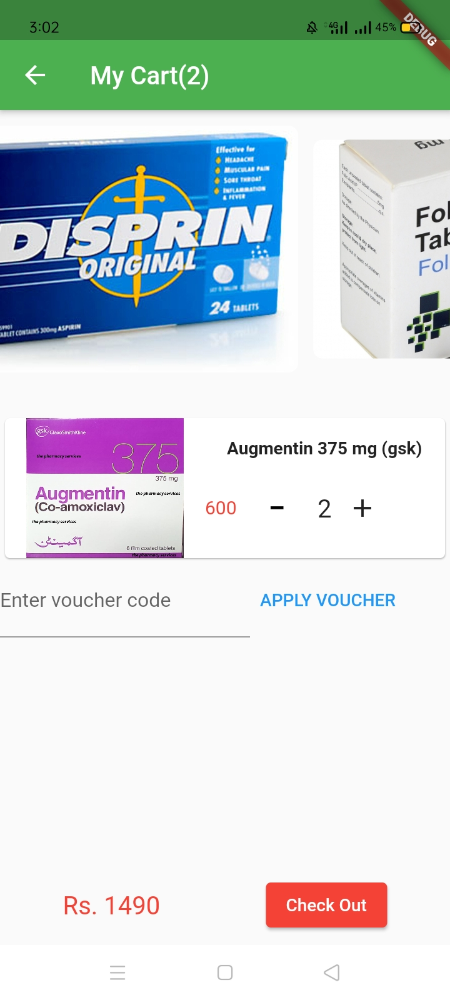 3:02
4G
45%
DEBUG
My Cart(2)
Effective for
HEADACHE
MUSCULAR PAIN
SORE THROAT
INFLAMMATION
& FEVER
DISPRIN
ORIGINAL
24 TABLETS
TABLET CONTAINS 300mg ASPIRIN
mg
Fol
Tab
Fol
gsk GlaxoSmithKline
the pharmacy services
375
375 mg
Augmentin
the pharmacy services
(Co-amoxiclav)
the pharmacy services
آگمینٹن
6 film coated tablets
the pharmacy services
Augmentin 375 mg (gsk)
600
-
2
+
Enter voucher code
APPLY VOUCHER
Rs. 1490
Check Out